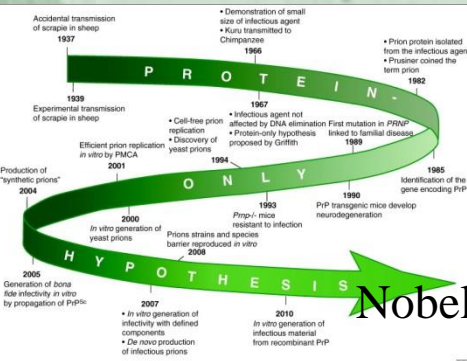 Accidental transmission
of scrapie in sheep
1937
• Demonstration of small
size of infectious agent
• Kuru transmitted to
Chimpanzee
1966
• Prion protein isolated
from the infectious agen
• Prusiner coined the
term prion
1982
PROTEIN-
1939
Experimental transmission
of scrapie in sheep
1967
• Infectious agent not
affected by DNA elimination
• Protein-only hypothesis
proposed by Griffith
First mutation in PRNP
linked to familial disease
1989
• Cell-free prion
replication
• Discovery of
yeast prions
1994
Efficient prion replication
in vitro by PMCA
2001
Production of
"synthetic prions"
2004
ONLY
1985
Identification of the
gene encoding PrP
1990
PrP transgenic mice develop
neurodegeneration
1993
Prnp-/- mice
resistant to infection
2000
In vitro generation of
yeast prions
Prions strains and species
barrier reproduced in vitro
2008
HYPOTHESIS
Nobel
2005
Generation of bona
fide infectivity in vitro
by propagation of PrPSc
2007
• In vitro generation of
infectivity with defined
components
• De novo production
of infectious prions
2010
In vitro generation of
infectious material
from recombinant PrP